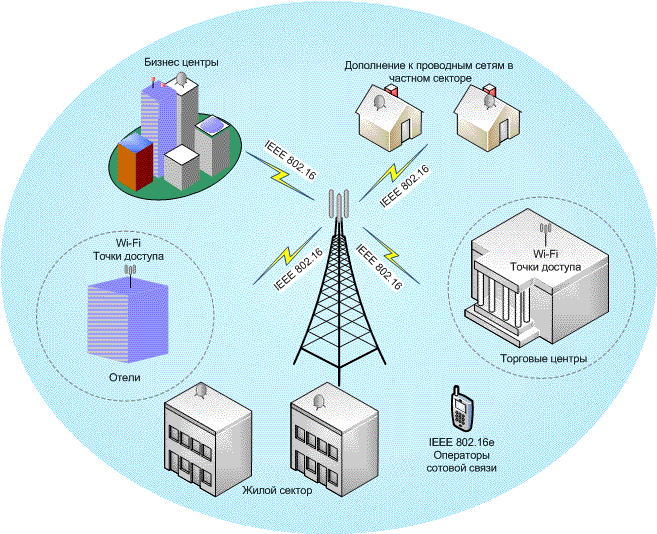 Бизнес центры
Дополнение к проводным сетям в
частном секторе
IEEE 802.16
IEEE 802.16
Wi-Fi
Точки доступа
IEEE 802.16
IEEE 802.16
Wi-Fi
Точки доступа
Отели
Торговые центры
IEEE 802.16e
Операторы
сотовой связи
Жилой сектор